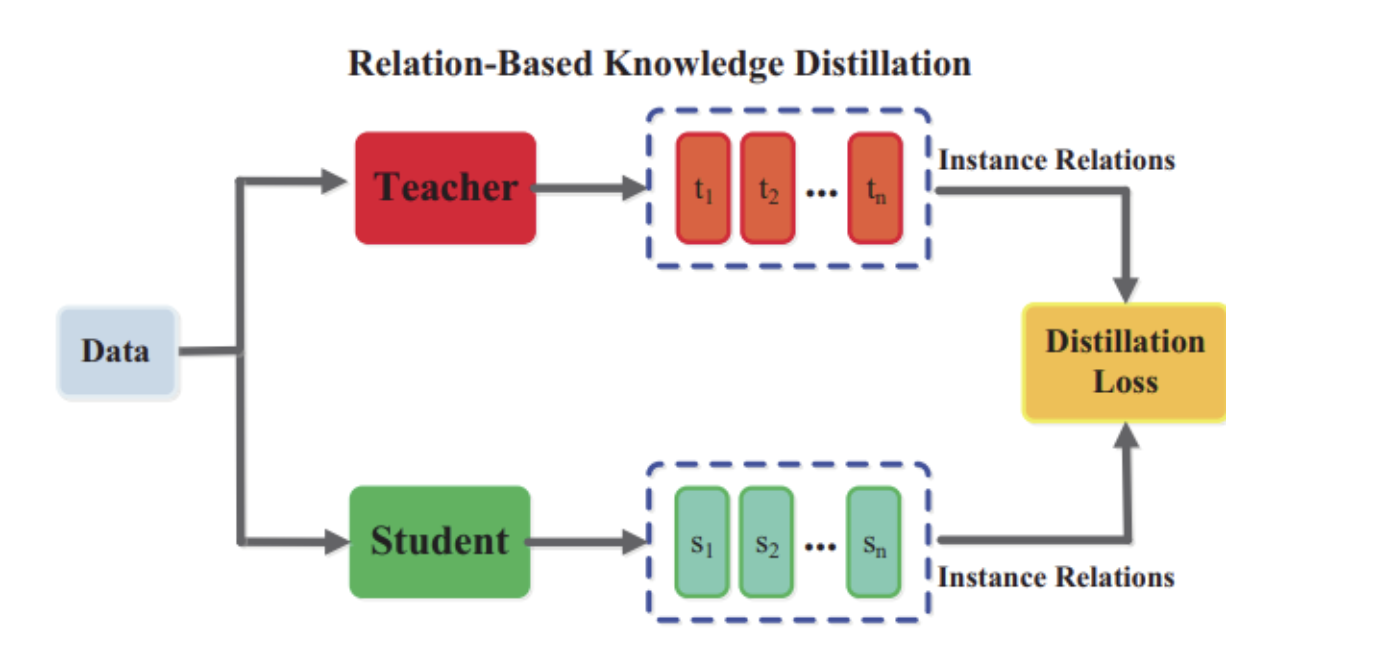 Relation-Based Knowledge Distillation
Teacher
t1 t2 ... tn
Instance Relations
Data
Distillation
Loss
Student
s1 s2 ... sn
Instance Relations